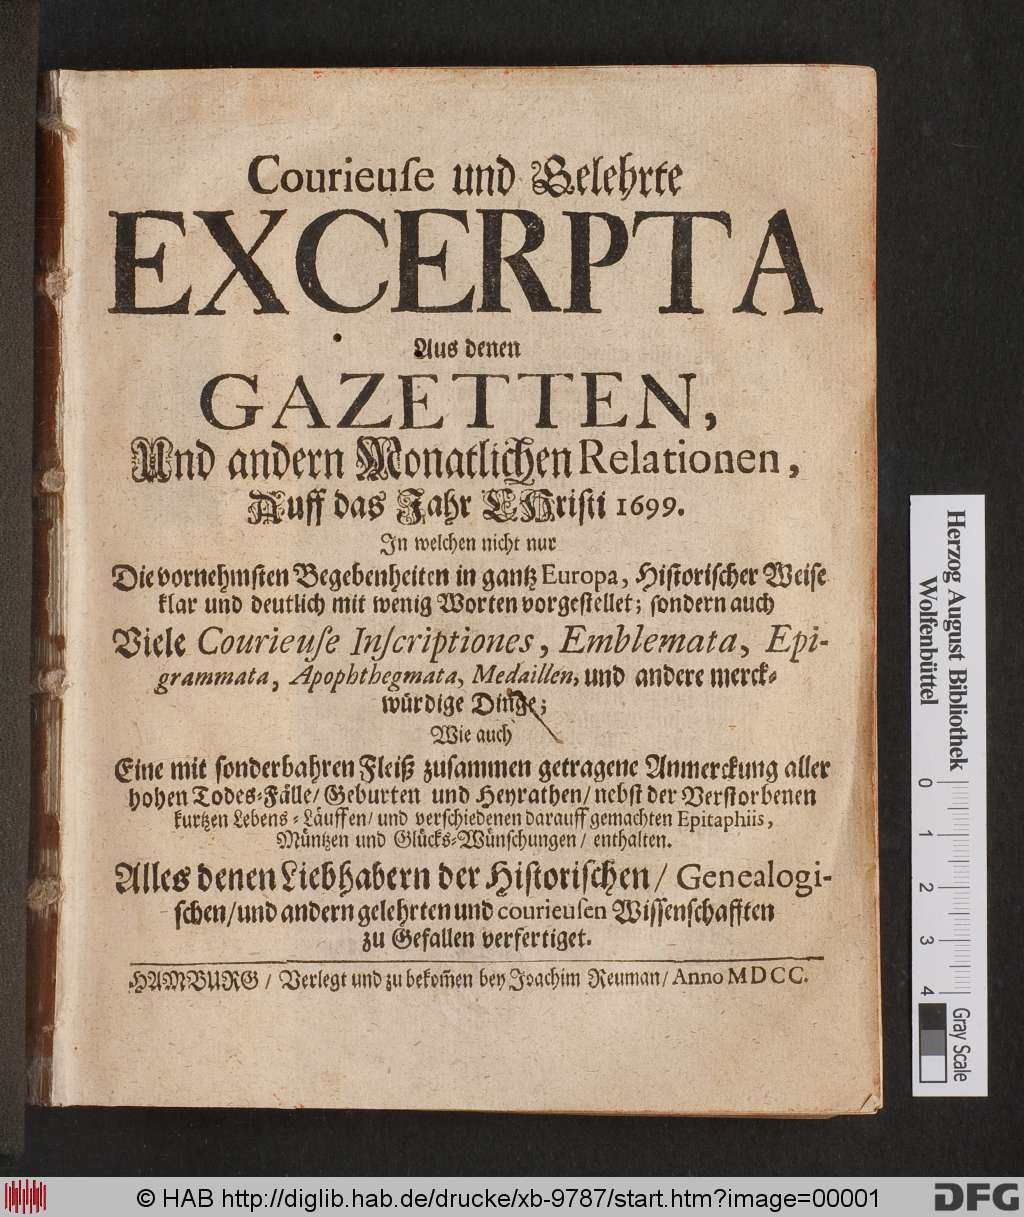 Courieuſe und Gelehrte
EXCERPTA
Aus denen
GAZETTEN,
Und andern Monatlichen Relationen,
Auff das Jahr CHriſti 1699.
In welchen nicht nur
Die vornehmſten Begebenheiten in gantz Europa, Hiſtoriſcher Weiſe
klar und deutlich mit wenig Worten vorgeſtellet; ſondern auch
Viele Courieuſe Inſcriptiones, Emblemata, Epi-
grammata, Apophthegmata, Medaillen, und andere merck-
würdige Dinge;
Wie auch
Eine mit ſonderbahren Fleiß zuſammen getragene Anmerckung aller
hohen Todes-Fälle/ Geburten und Heyrathen/ nebſt der Verſtorbenen
kurtzen Lebens-Läuffen/ und verſchiedenen darauff gemachten Epitaphiis,
Müntzen und Glücks-Wünſchungen/ enthalten.
Alles denen Liebhabern der Hiſtoriſchen/ Genealogi-
ſchen/ und andern gelehrten und courieuſen Wiſſenſchafften
zu Gefallen verfertiget.
HAMBURG/ Verlegt und zu bekom̄en bey Joachim Reuman/ Anno MDCC.
Herzog August Bibliothek
Wolfenbüttel
0 1 2 3 4
Gray Scale
© HAB http://diglib.hab.de/drucke/xb-9787/start.htm?image=00001
DFG